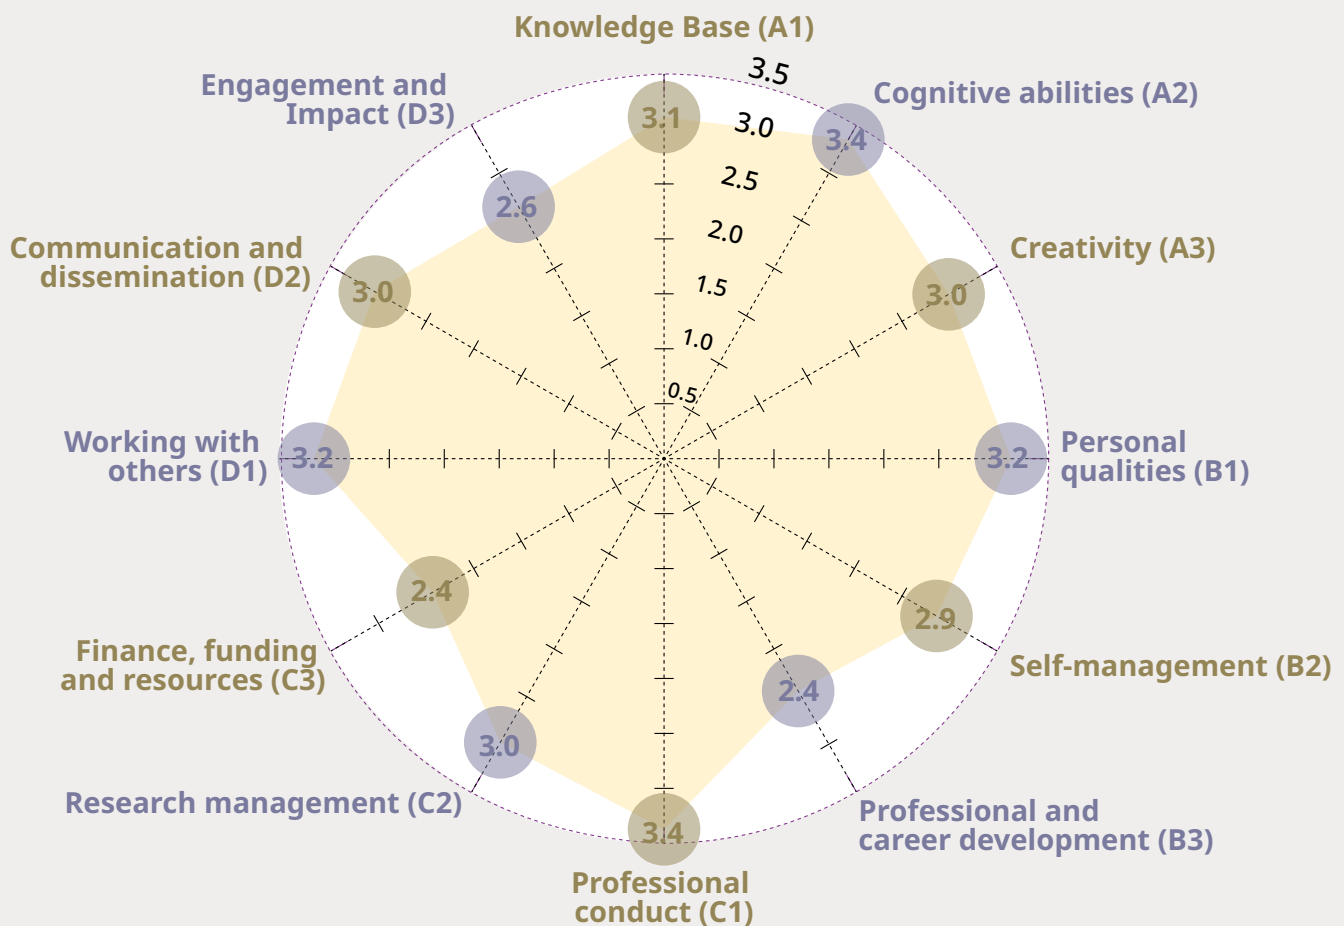 Knowledge Base (A1)
3.5
Engagement and
Impact (D3)
Cognitive abilities (A2)
3.1
3.0
3.4
2.5
2.6
2.0
Communication and
dissemination (D2)
Creativity (A3)
3.0
1.5
3.0
1.0
0.5
Working with
others (D1)
3.2
3.2
Personal
qualities (B1)
2.4
2.9
Finance, funding
and resources (C3)
Self-management (B2)
2.4
3.0
Research management (C2)
Professional and
career development (B3)
3.4
Professional
conduct (C1)